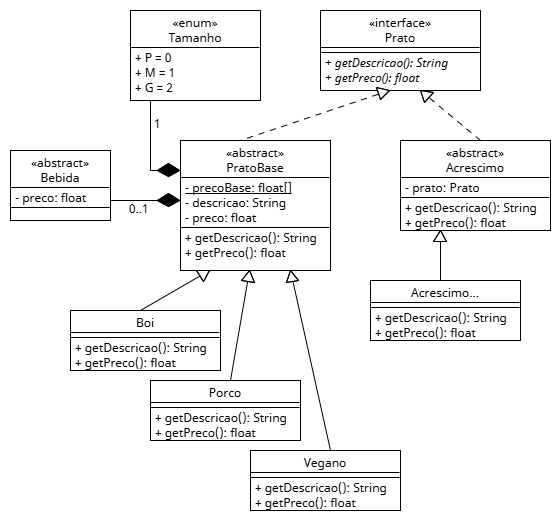 «enum»
Tamanho
+ P = 0
+ M = 1
+ G = 2
«interface»
Prato
+ getDescricao(): String
+ getPreco(): float
1
«abstract»
Bebida
- preco: float
0..1
«abstract»
PratoBase
- precoBase: float[]
- descricao: String
- preco: float
+ getDescricao(): String
+ getPreco(): float
«abstract»
Acrescimo
- prato: Prato
+ getDescricao(): String
+ getPreco(): float
Acrescimo...
+ getDescricao(): String
+ getPreco(): float
Boi
+ getDescricao(): String
+ getPreco(): float
Porco
+ getDescricao(): String
+ getPreco(): float
Vegano
+ getDescricao(): String
+ getPreco(): float